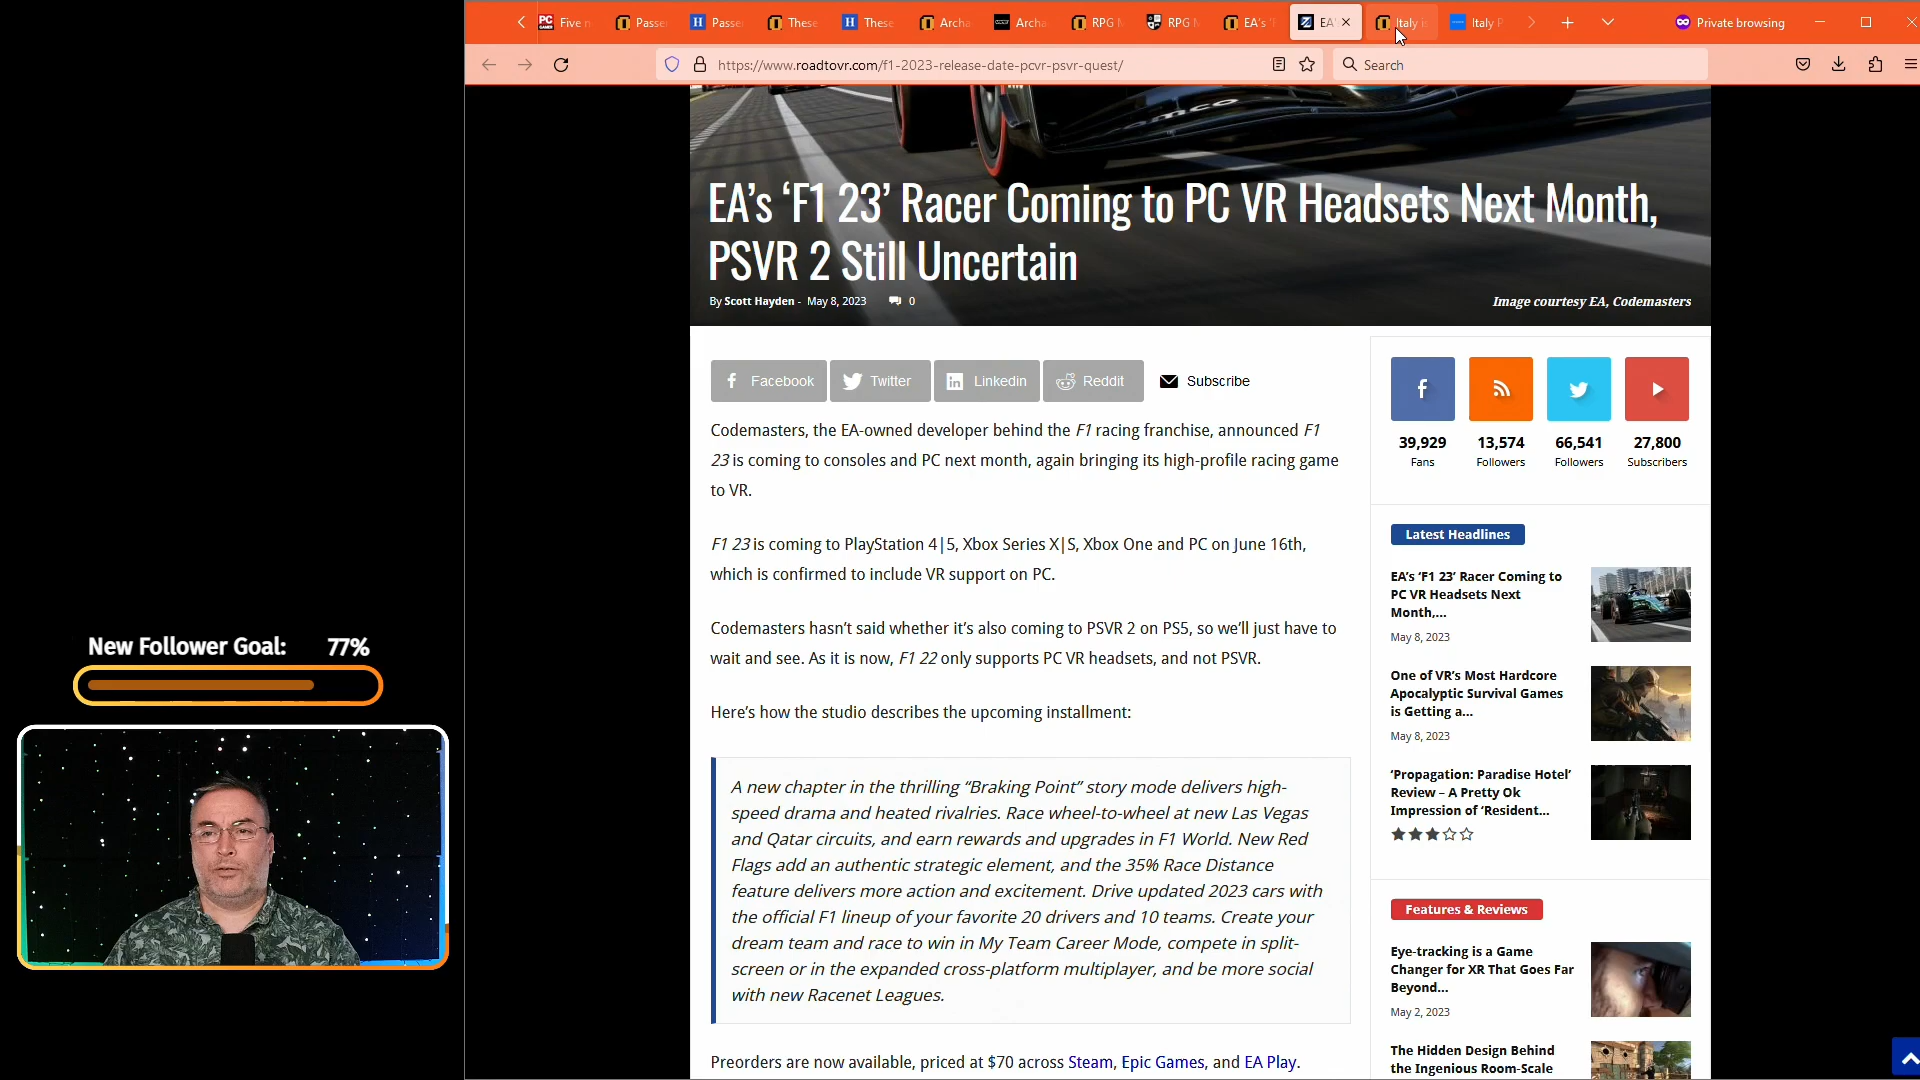 Five n
Passe
Passe
These
These
Archa
Archa
RPG
RPG
EA's
EA'
Italy
Italy P
Private browsing
https://www.roadtovr.com/f1-2023-release-date-pcvr-psvr-quest/
Search
EA's ‘F1 23’ Racer Coming to PC VR Headsets Next Month,
PSVR 2 Still Uncertain
By Scott Hayden - May 8, 2023 0
Image courtesy EA, Codemasters
Facebook
Twitter
Linkedin
Reddit
Subscribe
Codemasters, the EA-owned developer behind the F1 racing franchise, announced F1
23 is coming to consoles and PC next month, again bringing its high-profile racing game
to VR.
F1 23 is coming to PlayStation 4|5, Xbox Series X|S, Xbox One and PC on June 16th,
which is confirmed to include VR support on PC.
Codemasters hasn’t said whether it’s also coming to PSVR 2 on PS5, so we’ll just have to
wait and see. As it is now, F1 22 only supports PC VR headsets, and not PSVR.
Here’s how the studio describes the upcoming installment:
A new chapter in the thrilling “Braking Point” story mode delivers high-
speed drama and heated rivalries. Race wheel-to-wheel at new Las Vegas
and Qatar circuits, and earn rewards and upgrades in F1 World. New Red
Flags add an authentic strategic element, and the 35% Race Distance
feature delivers more action and excitement. Drive updated 2023 cars with
the official F1 lineup of your favorite 20 drivers and 10 teams. Create your
dream team and race to win in My Team Career Mode, compete in split-
screen or in the expanded cross-platform multiplayer, and be more social
with new Racenet Leagues.
Preorders are now available, priced at $70 across Steam, Epic Games, and EA Play.
39,929
Fans
13,574
Followers
66,541
Followers
27,800
Subscribers
Latest Headlines
EA’s ‘F1 23’ Racer Coming to
PC VR Headsets Next
Month,...
May 8, 2023
One of VR’s Most Hardcore
Apocalyptic Survival Games
is Getting a...
May 8, 2023
‘Propagation: Paradise Hotel’
Review – A Pretty Ok
Impression of ‘Resident...
Features & Reviews
Eye-tracking is a Game
Changer for XR That Goes Far
Beyond...
May 2, 2023
The Hidden Design Behind
the Ingenious Room-Scale
New Follower Goal: 77%